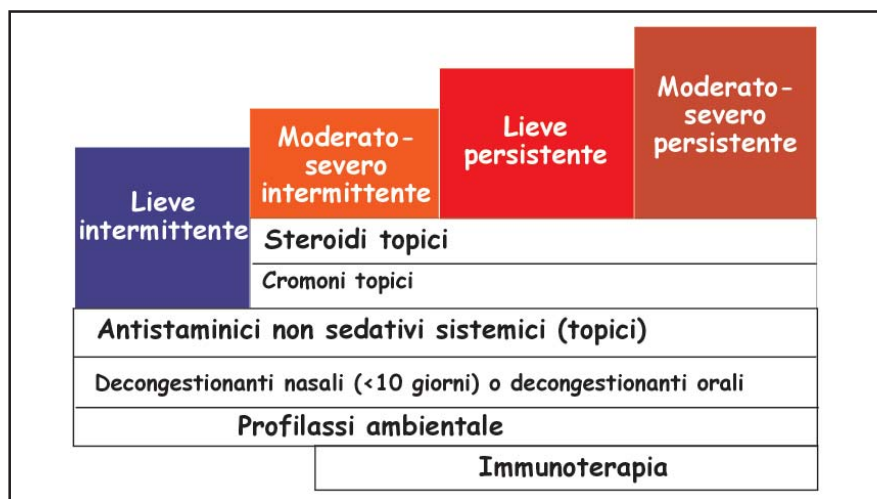 Lieve
intermittente
Moderato-
severo
intermittente
Lieve
persistente
Moderato-
severo
persistente
Steroidi topici
Cromoni topici
Antistaminici non sedativi sistemici (topici)
Decongestionanti nasali (<10 giorni) o decongestionanti orali
Profilassi ambientale
Immunoterapia